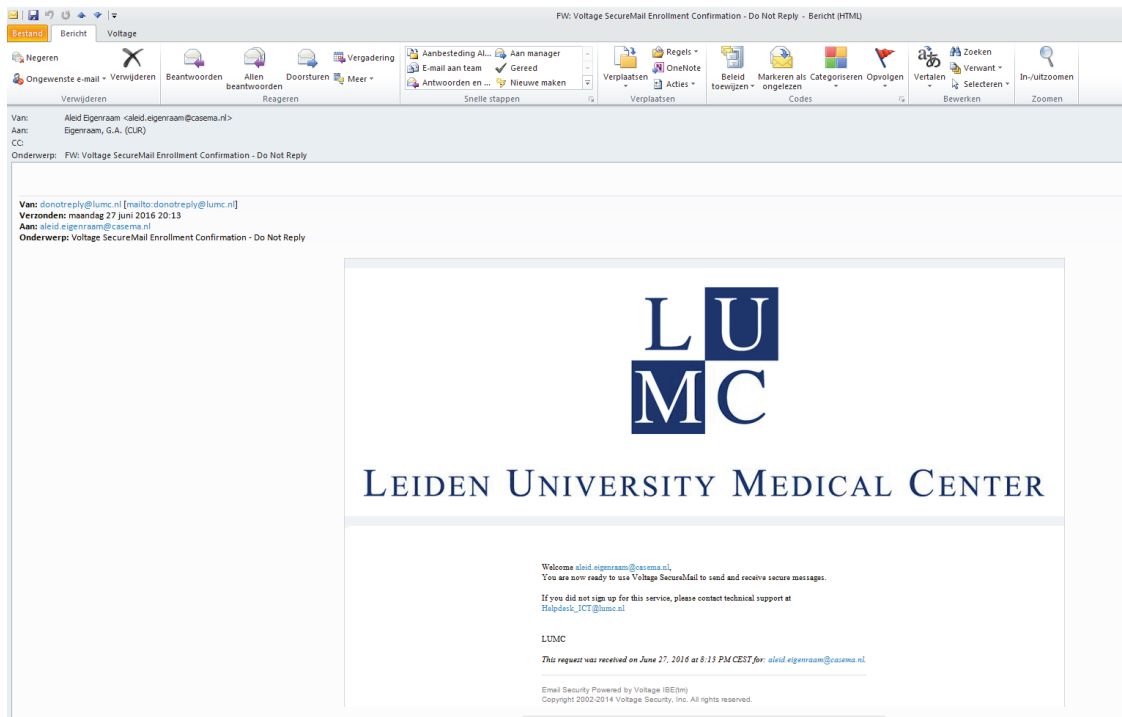 FW: Voltage SecureMail Enrollment Confirmation - Do Not Reply - Bericht (HTML)
Bestand Bericht Voltage
Negeren
Ongewenste e-mail
Verwijderen
Verwijderen
Beantwoorden
Allen beantwoorden
Doorsturen
Vergadering
Meer
Reageren
Aanbesteding Al...
E-mail aan team
Antwoorden en ...
Aan manager
Gereed
Nieuwe maken
Snelle stappen
Verplaatsen
Regels
OneNote
Acties
Verplaatsen
Beleid toewijzen
Markeren als ongelezen
Categoriseren
Opvolgen
Codes
Vertalen
Zoeken
Verwant
Selecteren
Bewerken
In-/uitzoomen
Zoomen
Van: Aleid Eigenraam <aleid.eigenraam@casema.nl>
Aan: Eigenraam, G.A. (CUR)
CC:
Onderwerp: FW: Voltage SecureMail Enrollment Confirmation - Do Not Reply
Van: donotreply@lumc.nl [mailto:donotreply@lumc.nl]
Verzonden: maandag 27 juni 2016 20:13
Aan: aleid.eigenraam@casema.nl
Onderwerp: Voltage SecureMail Enrollment Confirmation - Do Not Reply
LU
MC
LEIDEN UNIVERSITY MEDICAL CENTER
Welcome aleid.eigenraam@casema.nl,
You are now ready to use Voltage SecureMail to send and receive secure messages.
If you did not sign up for this service, please contact technical support at
Helpdesk_ICT@lumc.nl
LUMC
This request was received on June 27, 2016 at 8:13 PM CEST for: aleid.eigenraam@casema.nl.
Email Security Powered by Voltage IBE(tm)
Copyright 2002-2014 Voltage Security, Inc. All rights reserved.